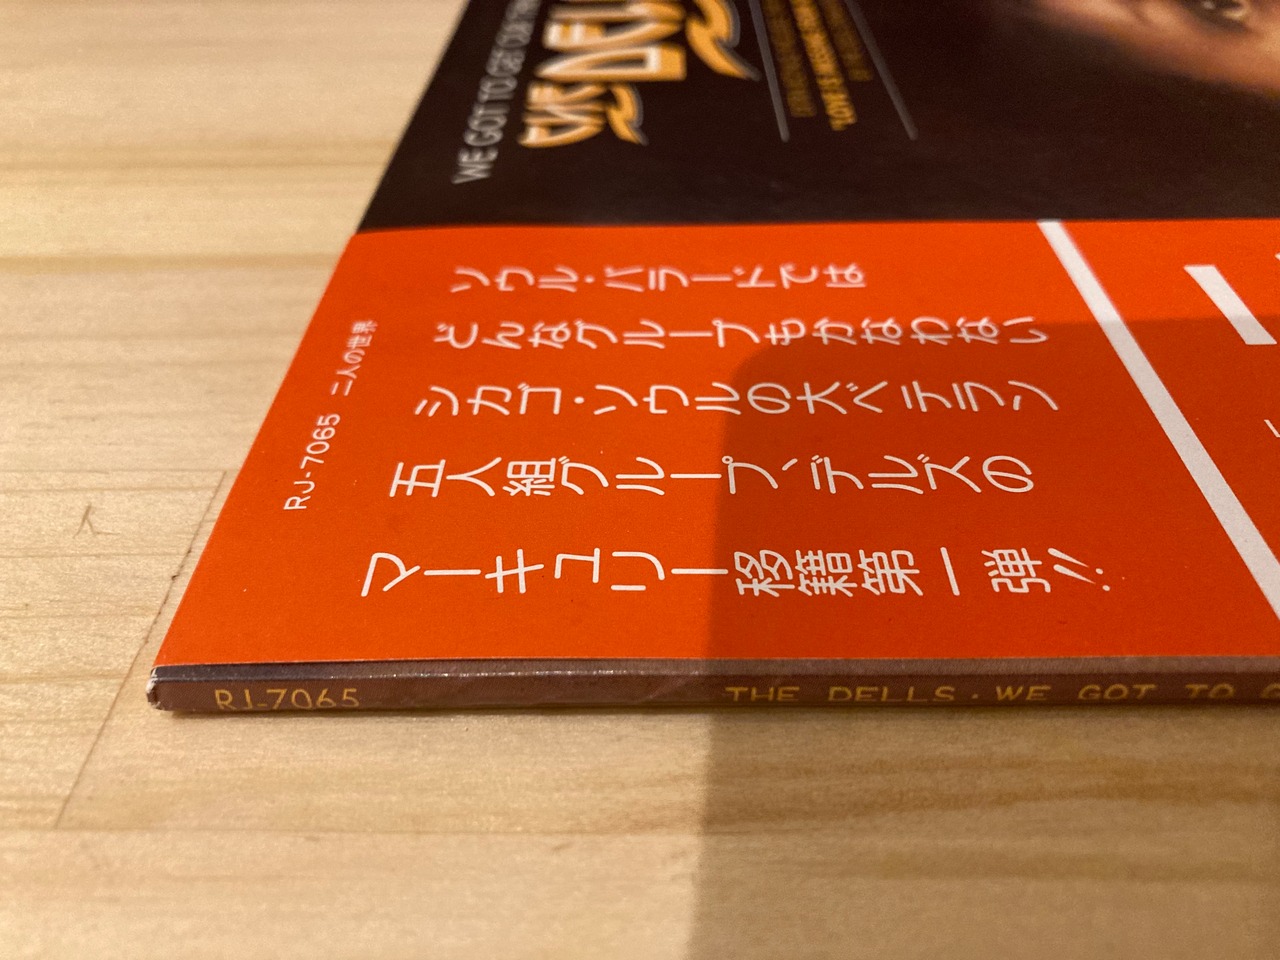 WE GOT TO GET OUR
THE DELLS
"LOVE IS MISSING FROM
ソウル・バラードでは
どんなグループもかなわない
シカゴ・ソウルの大ベテラン
五人組グループ、デルズの
マーキュリー移籍第一弾!!
RJ-7065 二人の世界
RJ-7065 THE DELLS・WE GOT TO G